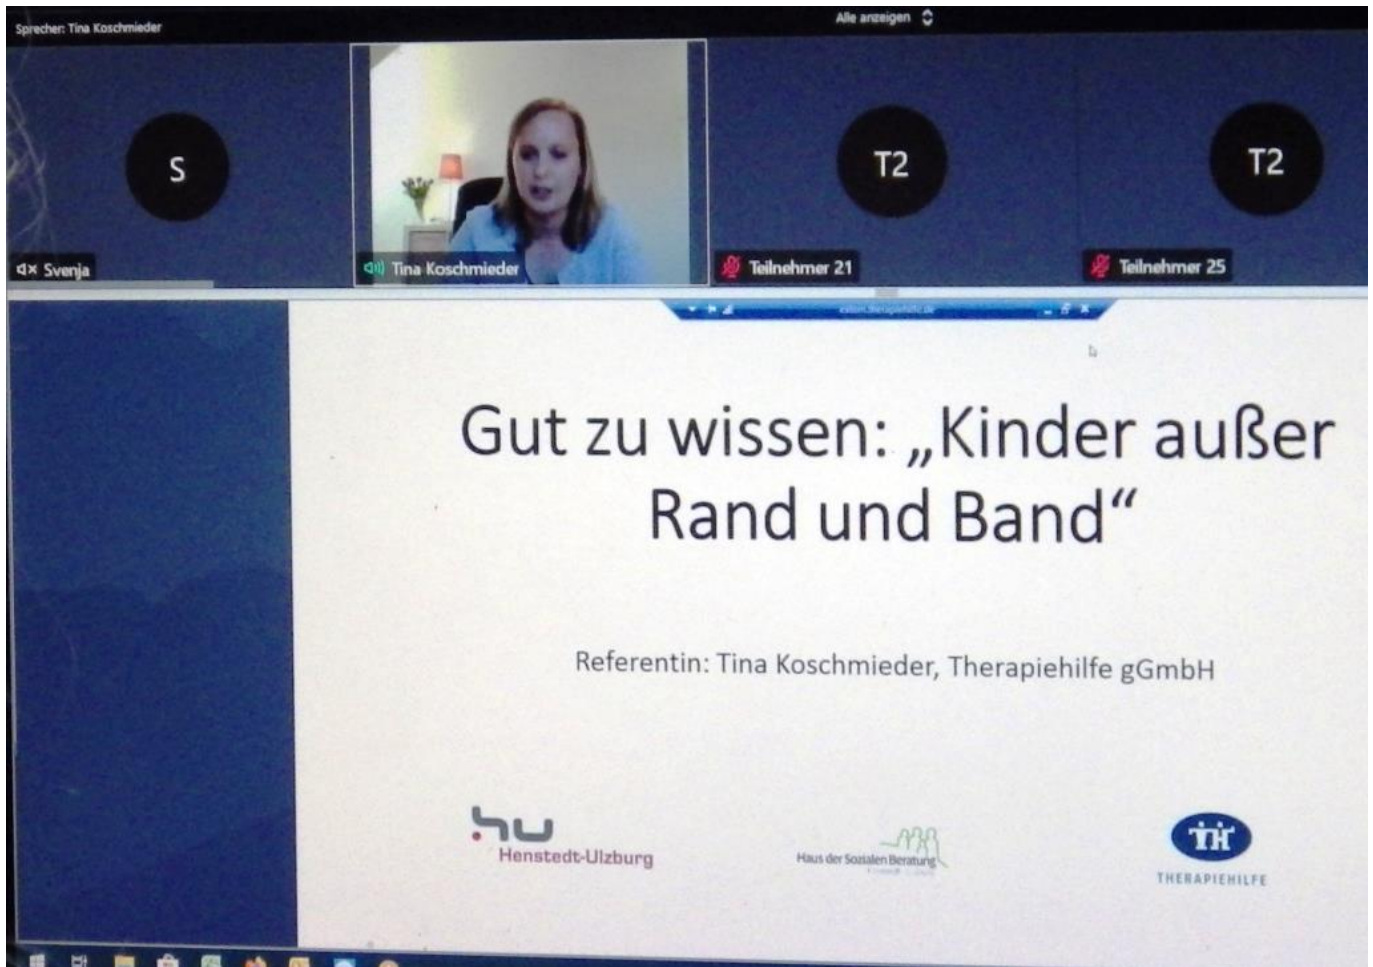 Sprecher: Tina Koschmieder
Alle anzeigen
S
T2
T2
Svenja
Tina Koschmieder
Teilnehmer 21
Teilnehmer 25
Gut zu wissen: „Kinder außer
Rand und Band“
Referentin: Tina Koschmieder, Therapiehilfe gGmbH
hu
Henstedt-Ulzburg
Haus der Sozialen Beratung
TH
THERAPIEHILFE